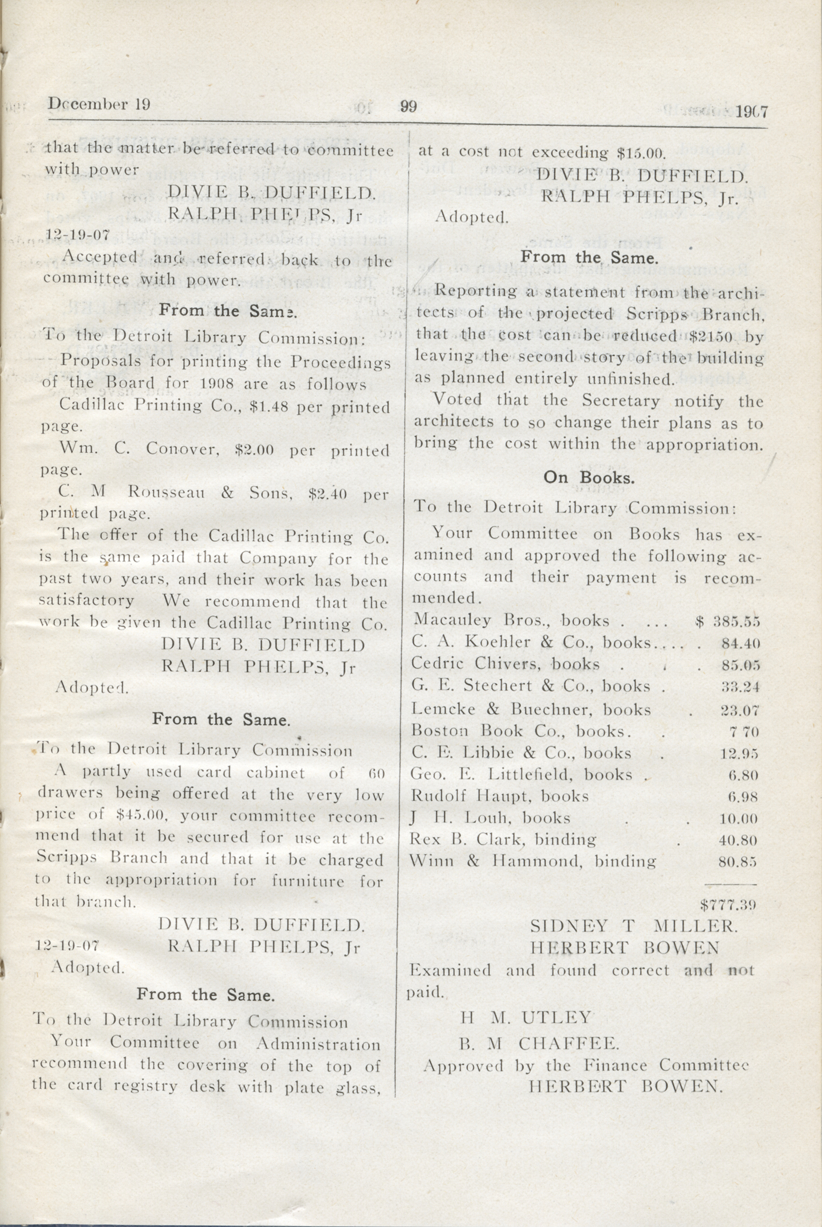 December 19 99 1907
that the matter be referred to committee
with power
DIVIE B. DUFFIELD.
RALPH PHELPS, Jr
12-19-07
Accepted and referred back to the
committee with power.
From the Same.
To the Detroit Library Commission:
Proposals for printing the Proceedings
of the Board for 1908 are as follows
Cadillac Printing Co., $1.48 per printed
page.
Wm. C. Conover, $2.00 per printed
page.
C. M Rousseau & Sons, $2.40 per
printed page.
The offer of the Cadillac Printing Co.
is the same paid that Company for the
past two years, and their work has been
satisfactory We recommend that the
work be given the Cadillac Printing Co.
DIVIE B. DUFFIELD
RALPH PHELPS, Jr
Adopted.
From the Same.
To the Detroit Library Commission
A partly used card cabinet of 60
drawers being offered at the very low
price of $45.00, your committee recom-
mend that it be secured for use at the
Scripps Branch and that it be charged
to the appropriation for furniture for
that branch.
DIVIE B. DUFFIELD.
12-19-07 RALPH PHELPS, Jr
Adopted.
From the Same.
To the Detroit Library Commission
Your Committee on Administration
recommend the covering of the top of
the card registry desk with plate glass,
at a cost not exceeding $15.00.
DIVIE B. DUFFIELD.
RALPH PHELPS, Jr.
Adopted.
From the Same.
Reporting a statement from the archi-
tects of the projected Scripps Branch,
that the cost can be reduced $2150 by
leaving the second story of the building
as planned entirely unfinished.
Voted that the Secretary notify the
architects to so change their plans as to
bring the cost within the appropriation.
On Books.
To the Detroit Library Commission:
Your Committee on Books has ex-
amined and approved the following ac-
counts and their payment is recom-
mended.
Macauley Bros., books . ... $ 385.55
C. A. Koehler & Co., books.... . 84.40
Cedric Chivers, books . . . 85.05
G. E. Stechert & Co., books . 33.24
Lemcke & Buechner, books . 23.07
Boston Book Co., books. . 7 70
C. E. Libbie & Co., books . 12.95
Geo. E. Littlefield, books . 6.80
Rudolf Haupt, books 6.98
J H. Louh, books . . 10.00
Rex B. Clark, binding . 40.80
Winn & Hammond, binding 80.85
$777.39
SIDNEY T MILLER.
HERBERT BOWEN
Examined and found correct and not
paid.
H M. UTLEY
B. M CHAFFEE.
Approved by the Finance Committee
HERBERT BOWEN.